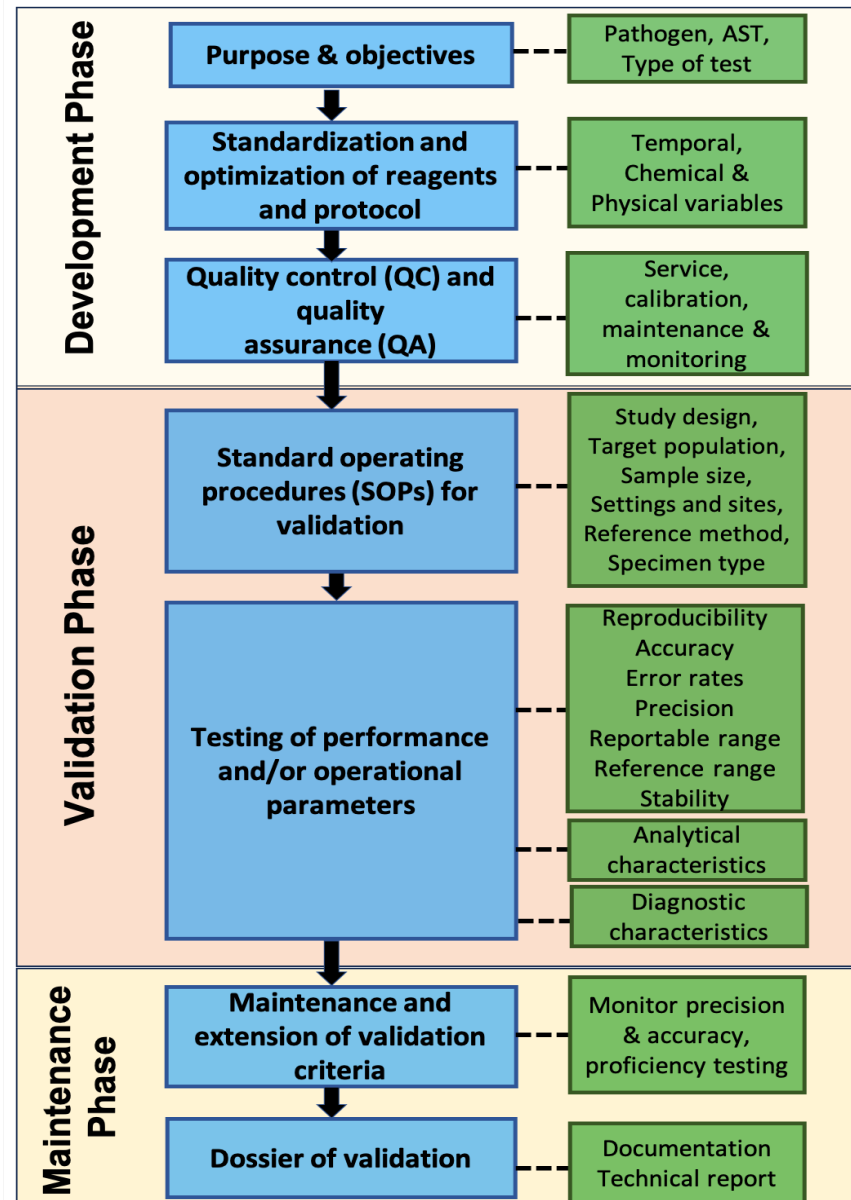 Development Phase
Purpose & objectives
Pathogen, AST,
Type of test
Standardization and
optimization of reagents
and protocol
Temporal,
Chemical &
Physical variables
Quality control (QC) and
quality
assurance (QA)
Service,
calibration,
maintenance &
monitoring
Validation Phase
Standard operating
procedures (SOPs) for
validation
Study design,
Target population,
Sample size,
Settings and sites,
Reference method,
Specimen type
Testing of performance
and/or operational
parameters
Reproducibility
Accuracy
Error rates
Precision
Reportable range
Reference range
Stability
Analytical
characteristics
Diagnostic
characteristics
Maintenance
Phase
Maintenance and
extension of validation
criteria
Monitor precision
& accuracy,
proficiency testing
Dossier of validation
Documentation
Technical report